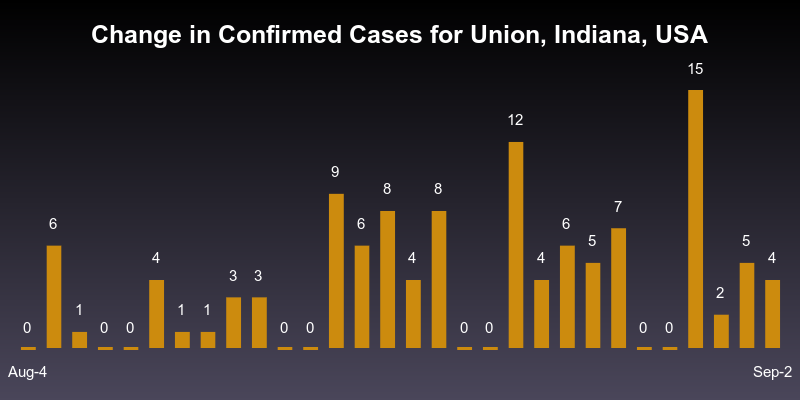 Change in Confirmed Cases for Union, Indiana, USA
0 6 1 0 0 4 1 1 3 3 0 0 9 6 8 4 8 0 0 12 4 6 5 7 0 0 15 2 5 4
Aug-4 Sep-2